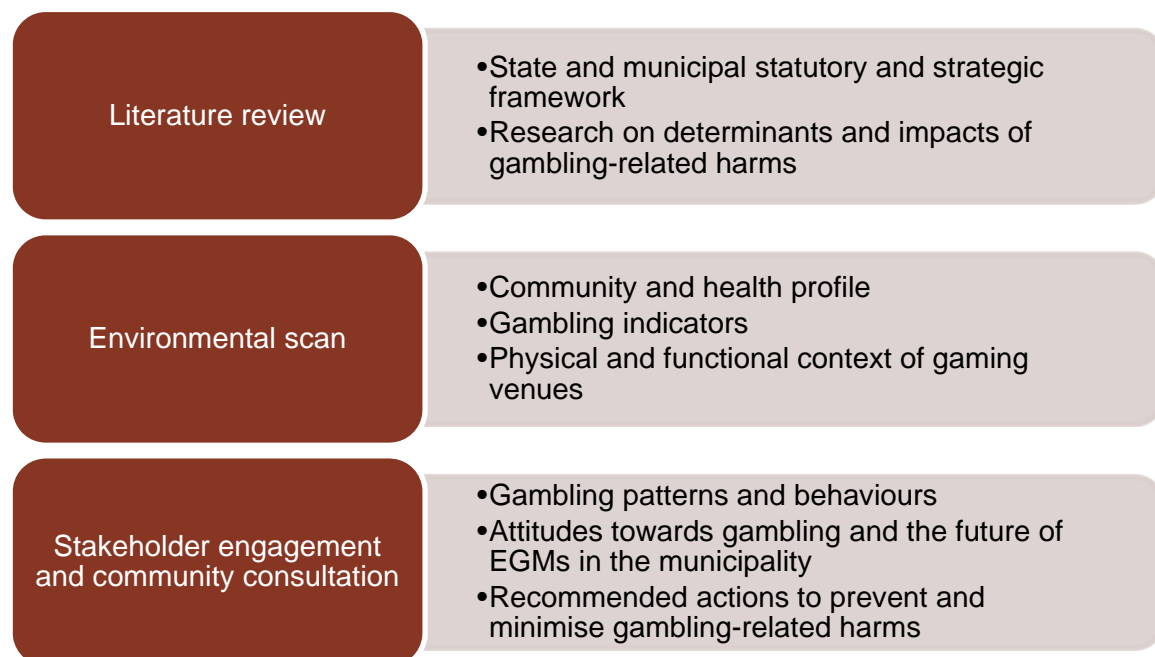 Literature review
•State and municipal statutory and strategic
framework
•Research on determinants and impacts of
gambling-related harms
Environmental scan
•Community and health profile
•Gambling indicators
•Physical and functional context of gaming
venues
Stakeholder engagement
and community consultation
•Gambling patterns and behaviours
•Attitudes towards gambling and the future of
EGMs in the municipality
•Recommended actions to prevent and
minimise gambling-related harms